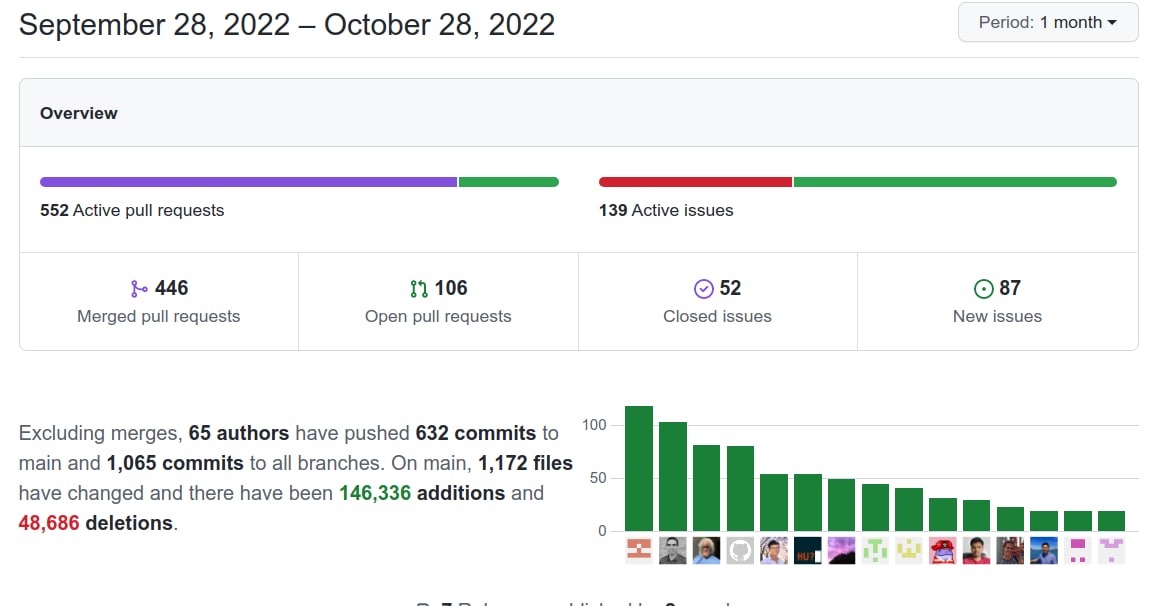 September 28, 2022 – October 28, 2022
Period: 1 month
Overview
552 Active pull requests
139 Active issues
446
Merged pull requests
106
Open pull requests
52
Closed issues
87
New issues
Excluding merges, 65 authors have pushed 632 commits to
main and 1,065 commits to all branches. On main, 1,172 files
have changed and there have been 146,336 additions and
48,686 deletions.
100
50
0
HUT